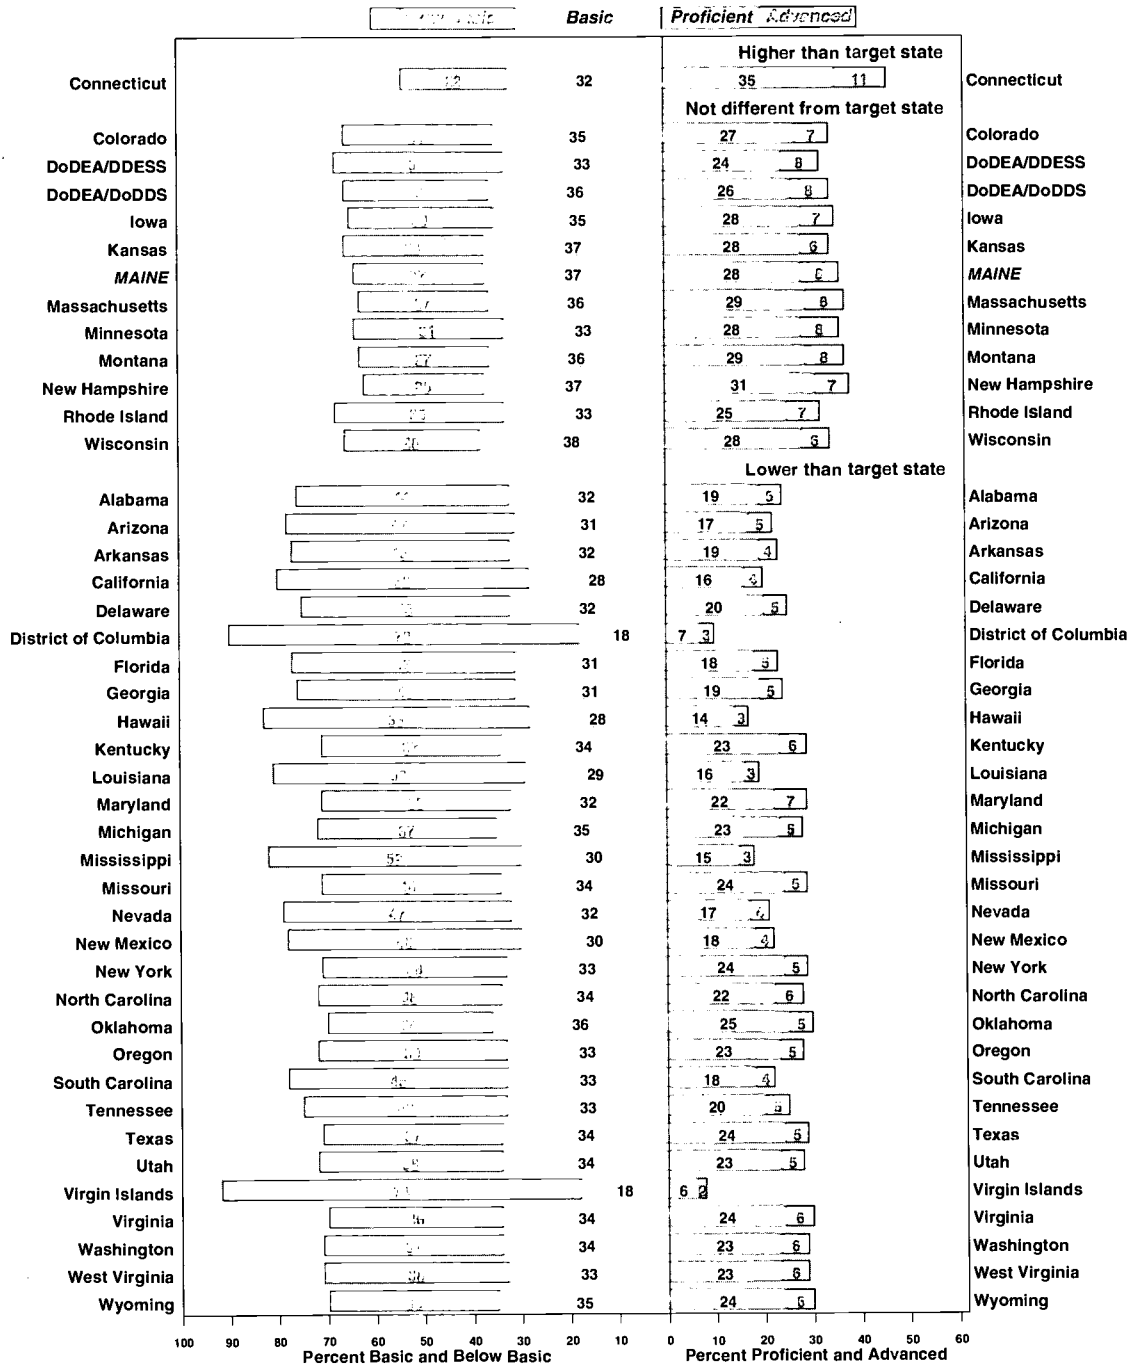 Basic Proficient Advanced
Higher than target state
Connecticut 32 35 11 Connecticut
Not different from target state
Colorado 35 27 7 Colorado
DoDEA/DDESS 33 24 8 DoDEA/DDESS
DoDEA/DoDDS 36 26 8 DoDEA/DoDDS
Iowa 35 28 7 Iowa
Kansas 37 28 6 Kansas
MAINE 37 28 MAINE
Massachusetts 36 29 8 Massachusetts
Minnesota 33 28 8 Minnesota
Montana 36 29 8 Montana
New Hampshire 37 31 7 New Hampshire
Rhode Island 33 25 7 Rhode Island
Wisconsin 38 28 6 Wisconsin
Lower than target state
Alabama 32 19 5 Alabama
Arizona 31 17 5 Arizona
Arkansas 32 19 4 Arkansas
California 28 16 California
Delaware 32 20 5 Delaware
District of Columbia 18 7 3 District of Columbia
Florida 31 18 5 Florida
Georgia 31 19 5 Georgia
Hawaii 28 14 3 Hawaii
Kentucky 34 23 6 Kentucky
Louisiana 29 16 3 Louisiana
Maryland 32 22 7 Maryland
Michigan 35 23 5 Michigan
Mississippi 30 15 3 Mississippi
Missouri 34 24 5 Missouri
Nevada 32 17 Nevada
New Mexico 30 18 4 New Mexico
New York 33 24 5 New York
North Carolina 34 22 6 North Carolina
Oklahoma 36 25 5 Oklahoma
Oregon 33 23 5 Oregon
South Carolina 33 18 4 South Carolina
Tennessee 33 20 5 Tennessee
Texas 34 24 5 Texas
Utah 34 23 5 Utah
Virgin Islands 18 6 2 Virgin Islands
Virginia 34 24 6 Virginia
Washington 34 23 6 Washington
West Virginia 33 23 6 West Virginia
Wyoming 35 24 6 Wyoming
100 90 80 70 60 50 40 30 20 10 0 10 20 30 40 50 60
Percent Basic and Below Basic Percent Proficient and Advanced